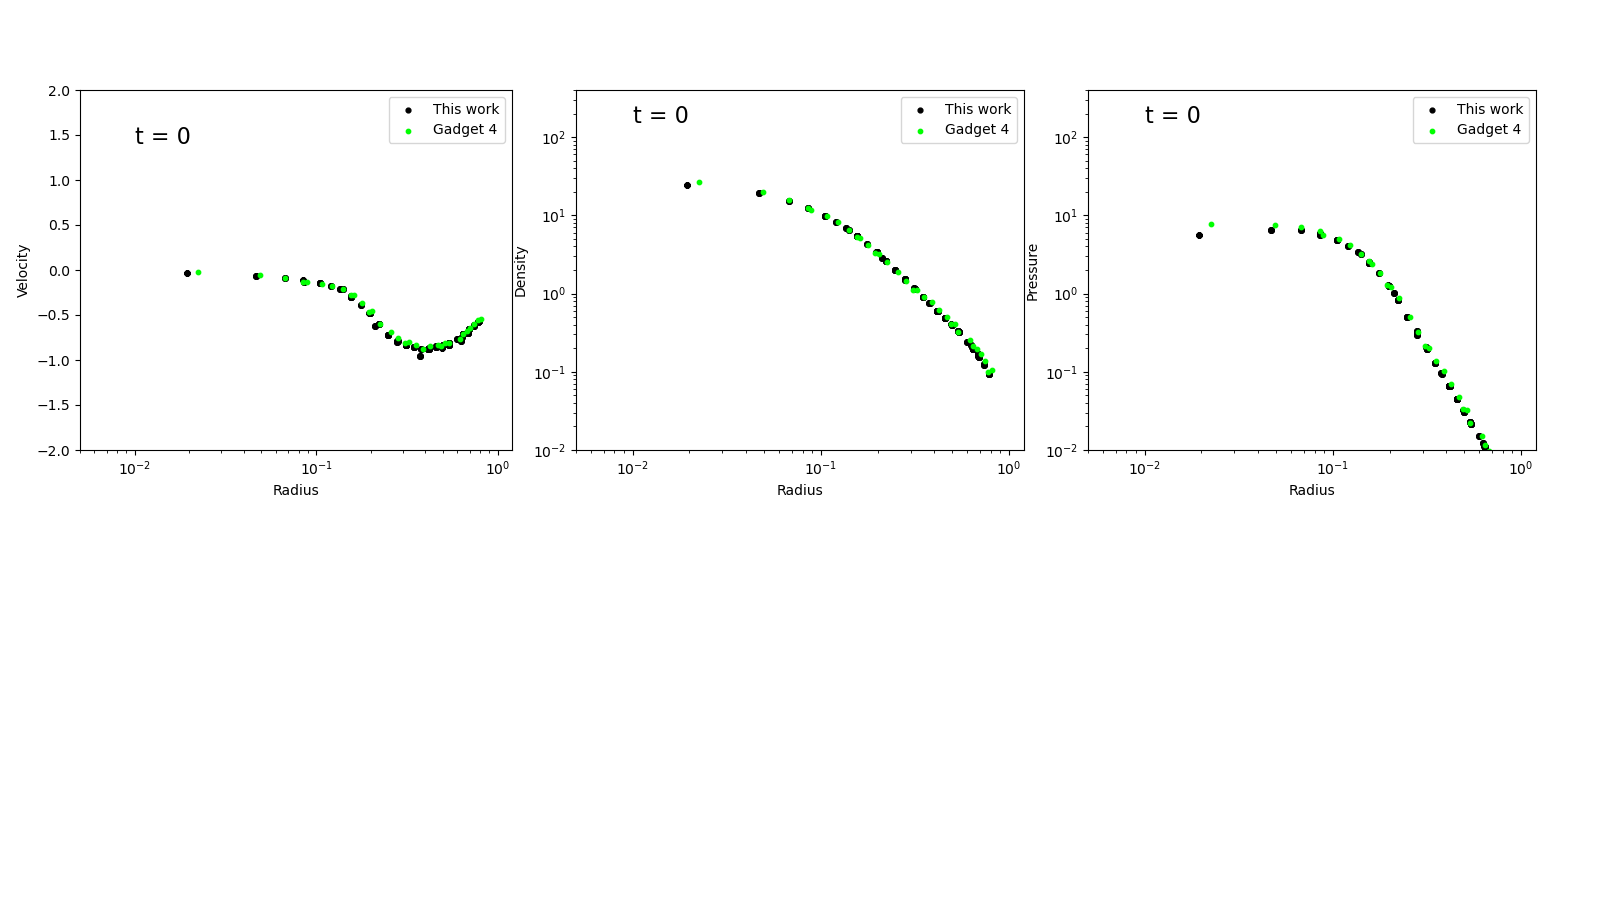 This work
Gadget 4
t = 0
2.0
1.5
1.0
0.5
0.0
−0.5
−1.0
−1.5
−2.0
Velocity
10⁻²
10⁻¹
10⁰
Radius
This work
Gadget 4
t = 0
10²
10¹
10⁰
10⁻¹
10⁻²
Density
10⁻²
10⁻¹
10⁰
Radius
This work
Gadget 4
t = 0
10²
10¹
10⁰
10⁻¹
10⁻²
Pressure
10⁻²
10⁻¹
10⁰
Radius